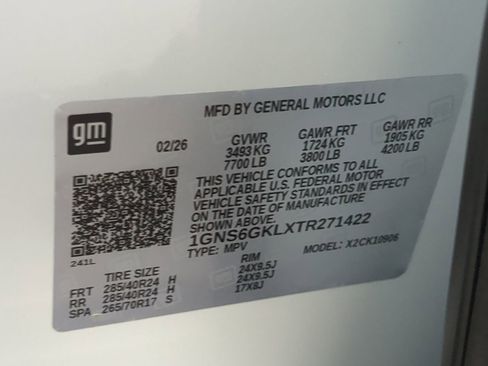 MFD BY GENERAL MOTORS LLC
gm
02/26
GVWR GAWR FRT GAWR RR
3493 KG 1724 KG 1905 KG
7700 LB 3800 LB 4200 LB
THIS VEHICLE CONFORMS TO ALL
APPLICABLE U.S. FEDERAL MOTOR
VEHICLE SAFETY STANDARDS IN EFFECT
ON THE DATE OF MANUFACTURE
SHOWN ABOVE.
1GNS6GKLXTR271422
TYPE: MPV MODEL: X2CK10906
241L
TIRE SIZE RIM
FRT 285/40R24 H 24X9.5J
RR 285/40R24 H 24X9.5J
SPA 265/70R17 S 17X8J